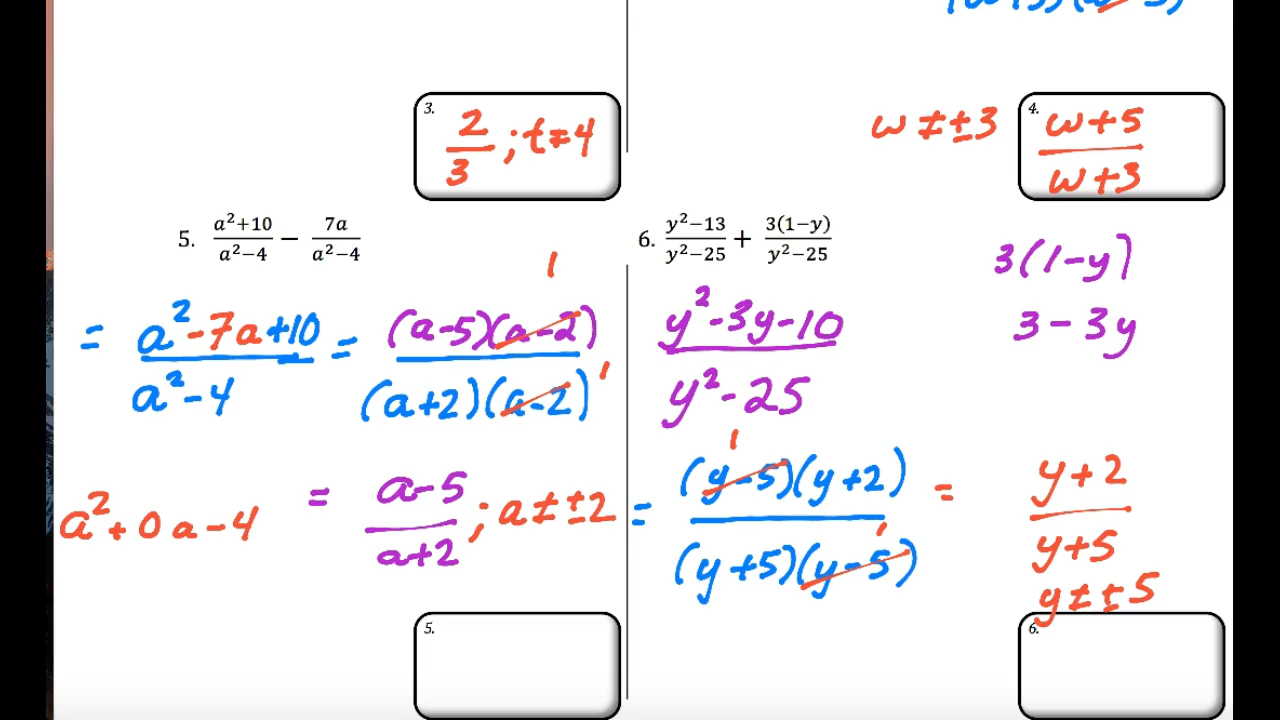 3. 2/3 ; t≠4
w ≠ ±3
4. w+5/w+3
5. a²+10/a²−4 − 7a/a²−4
= a²-7a+10/a²-4 = (a-5)(a-2)/(a+2)(a-2) 1 1
a²+0a-4
= a-5/a+2 ; a≠±2
5.
6. y²−13/y²−25 + 3(1−y)/y²−25
3(1-y)
3-3y
y²-3y-10/y²-25
= (y-5)(y+2)/(y+5)(y-5) 1 1 = y+2/y+5
y≠±5
6.